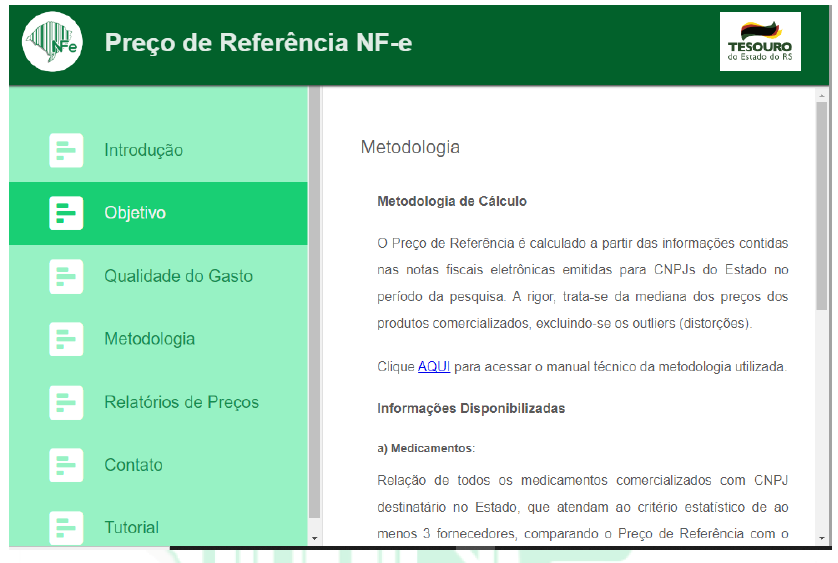 NFe
Preço de Referência NF-e
TESOURO
do Estado do RS
Introdução
Objetivo
Qualidade do Gasto
Metodologia
Relatórios de Preços
Contato
Tutorial
Metodologia
Metodologia de Cálculo
O Preço de Referência é calculado a partir das informações contidas
nas notas fiscais eletrônicas emitidas para CNPJs do Estado no
período da pesquisa. A rigor, trata-se da mediana dos preços dos
produtos comercializados, excluindo-se os outliers (distorções).
Clique AQUI para acessar o manual técnico da metodologia utilizada.
Informações Disponibilizadas
a) Medicamentos:
Relação de todos os medicamentos comercializados com CNPJ
destinatário no Estado, que atendam ao critério estatístico de ao
menos 3 fornecedores, comparando o Preço de Referência com o